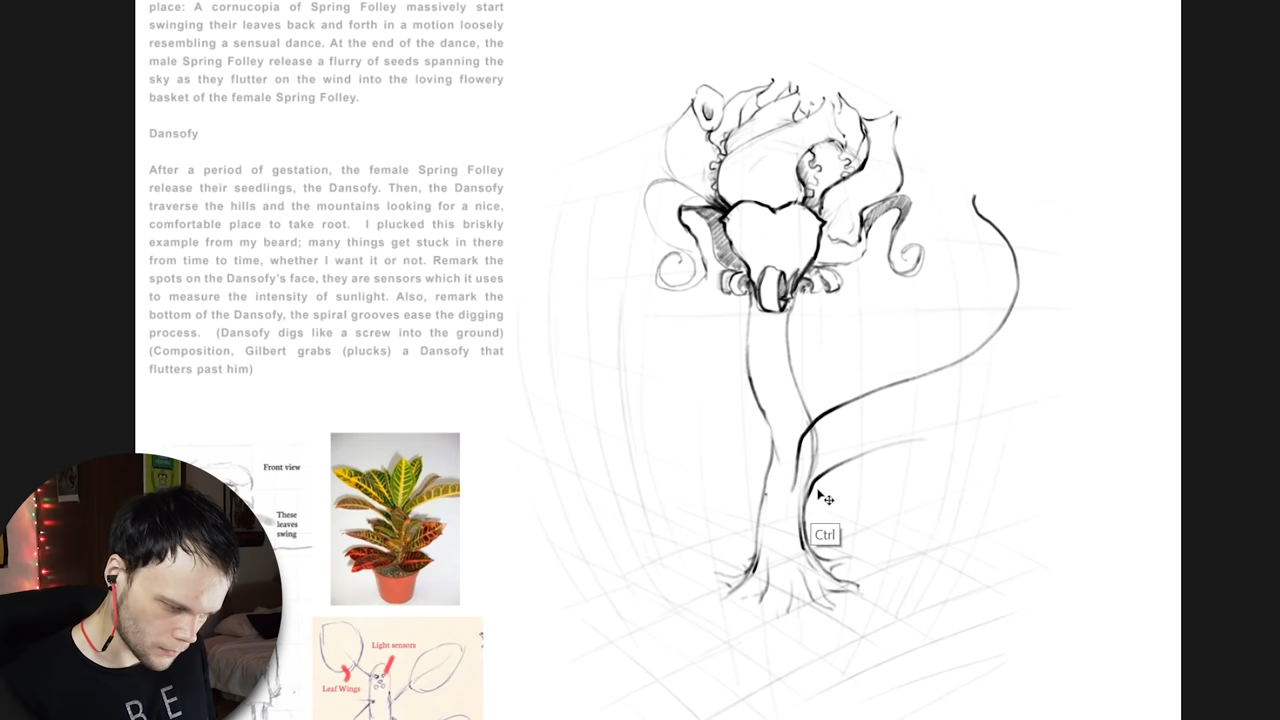 place: A cornucopia of Spring Folley massively start
swinging their leaves back and forth in a motion loosely
resembling a sensual dance. At the end of the dance, the
male Spring Folley release a flurry of seeds spanning the
sky as they flutter on the wind into the loving flowery
basket of the female Spring Folley.
Dansofy
After a period of gestation, the female Spring Folley
release their seedlings, the Dansofy. Then, the Dansofy
traverse the hills and the mountains looking for a nice,
comfortable place to take root. I plucked this briskly
example from my beard; many things get stuck in there
from time to time, whether I want it or not. Remark the
spots on the Dansofy's face, they are sensors which it uses
to measure the intensity of sunlight. Also, remark the
bottom of the Dansofy, the spiral grooves ease the digging
process. (Dansofy digs like a screw into the ground)
(Composition, Gilbert grabs (plucks) a Dansofy that
flutters past him)
Front view
These
leaves
swing
Light sensors
Leaf Wings
Ctrl
B E